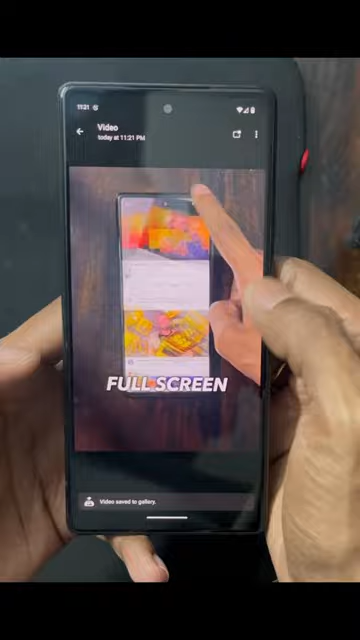 11:21
Video
today at 11:21 PM
FULL SCREEN
Video saved to gallery.